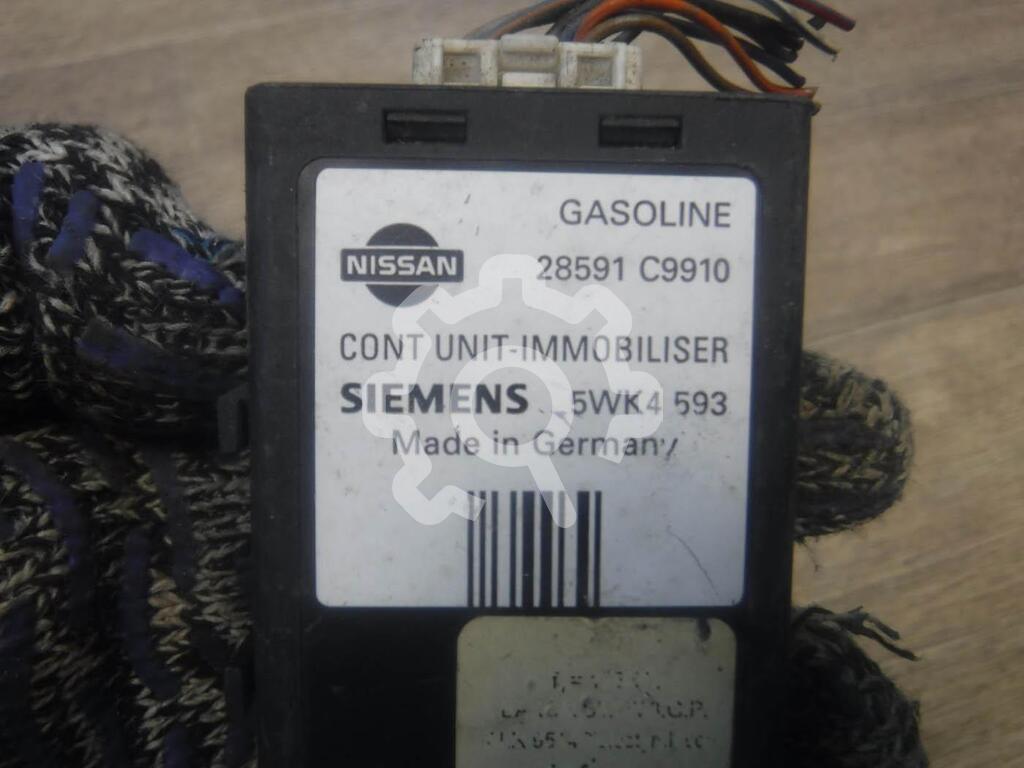 GASOLINE
NISSAN 28591 C9910
CONT UNIT-IMMOBILISER
SIEMENS 5WK4 593
Made in Germany